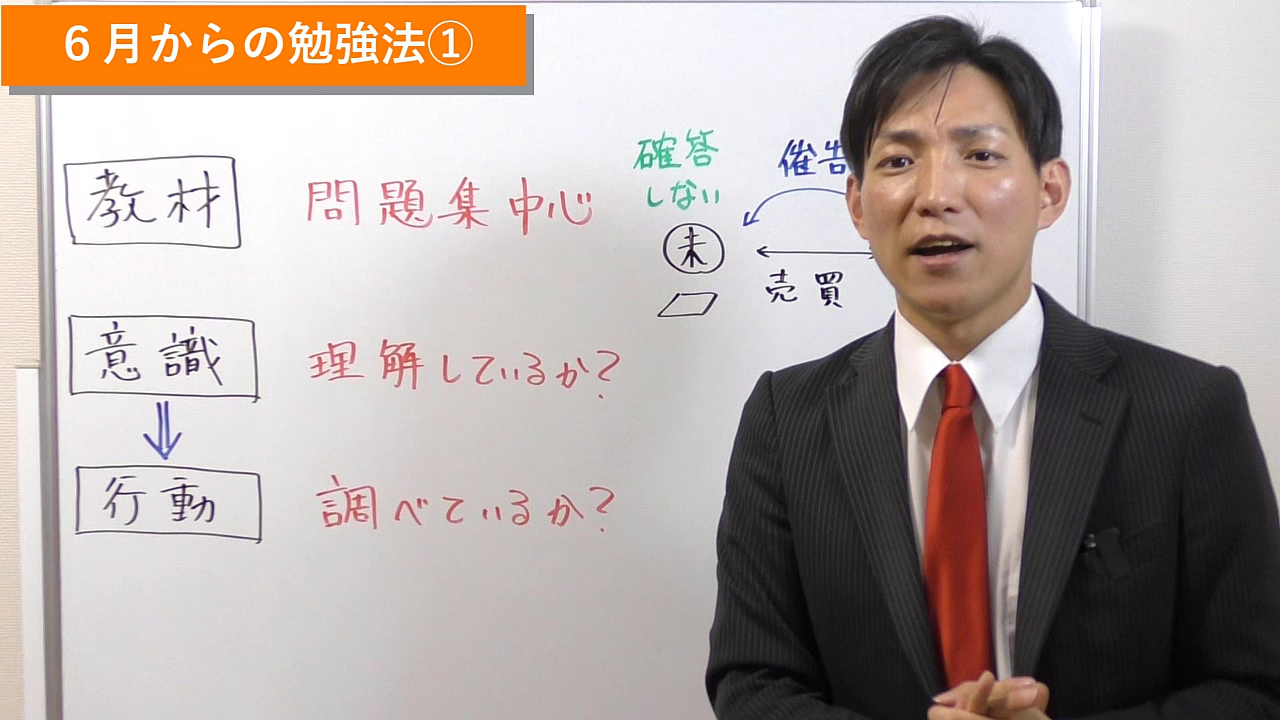 6月からの勉強法①
教材
問題集中心
意識
理解しているか?
行動
調べているか?
確答
しない
催告
未
売買